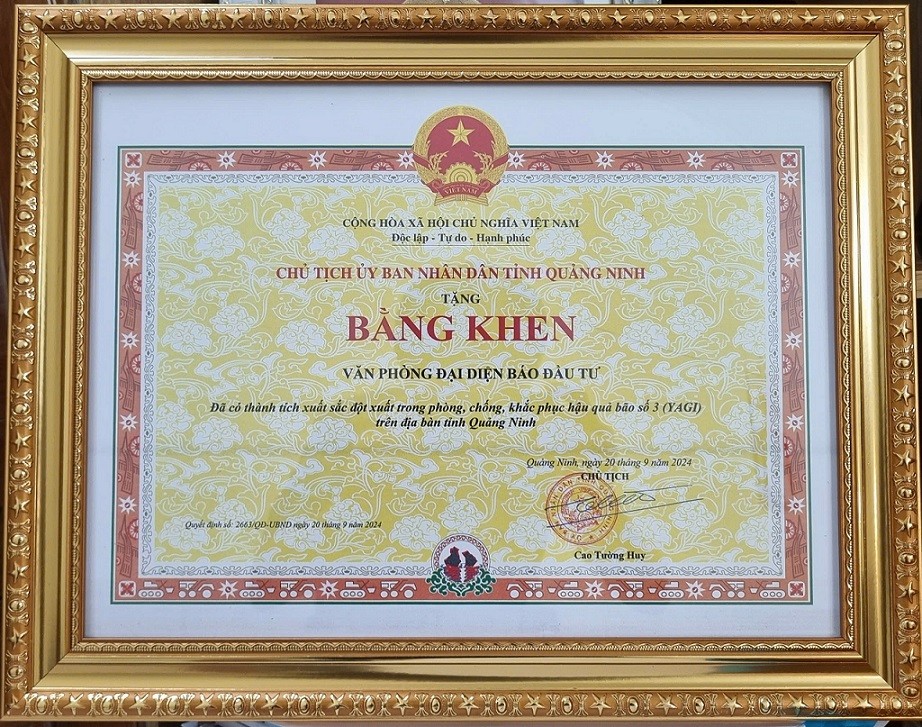 VIỆT NAM
CỘNG HÒA XÃ HỘI CHỦ NGHĨA VIỆT NAM
Độc lập - Tự do - Hạnh phúc
CHỦ TỊCH ỦY BAN NHÂN DÂN TỈNH QUẢNG NINH
TẶNG
BẰNG KHEN
VĂN PHÒNG ĐẠI DIỆN BÁO ĐẦU TƯ
Đã có thành tích xuất sắc đột xuất trong phòng, chống, khắc phục hậu quả bão số 3 (YAGI)
trên địa bàn tỉnh Quảng Ninh
Quảng Ninh, ngày 20 tháng 9 năm 2024
CHỦ TỊCH
Quyết định số: 2663/QĐ-UBND ngày 20 tháng 9 năm 2024
Cao Tường Huy